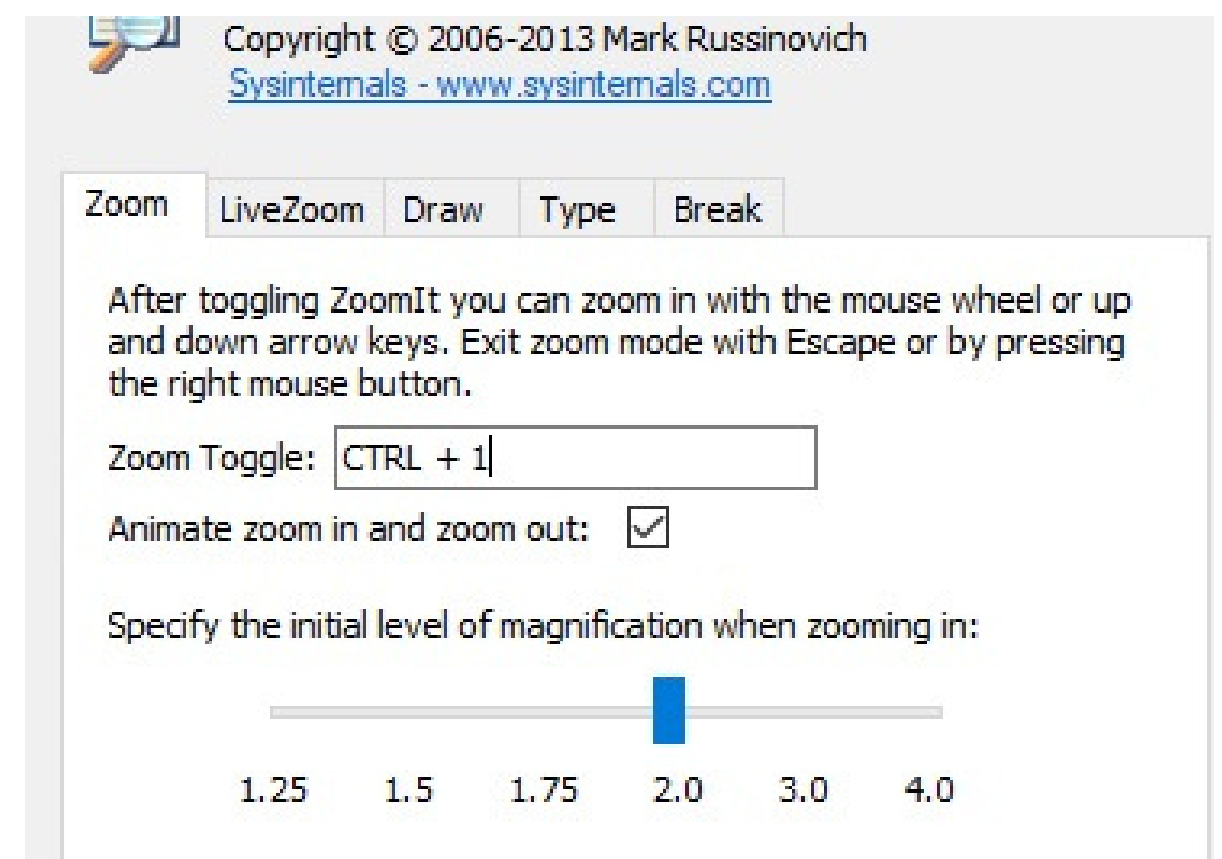 Copyright © 2006-2013 Mark Russinovich
Sysinternals - www.sysinternals.com
Zoom LiveZoom Draw Type Break
After toggling ZoomIt you can zoom in with the mouse wheel or up
and down arrow keys. Exit zoom mode with Escape or by pressing
the right mouse button.
Zoom Toggle: CTRL + 1
Animate zoom in and zoom out:
Specify the initial level of magnification when zooming in:
1.25 1.5 1.75 2.0 3.0 4.0